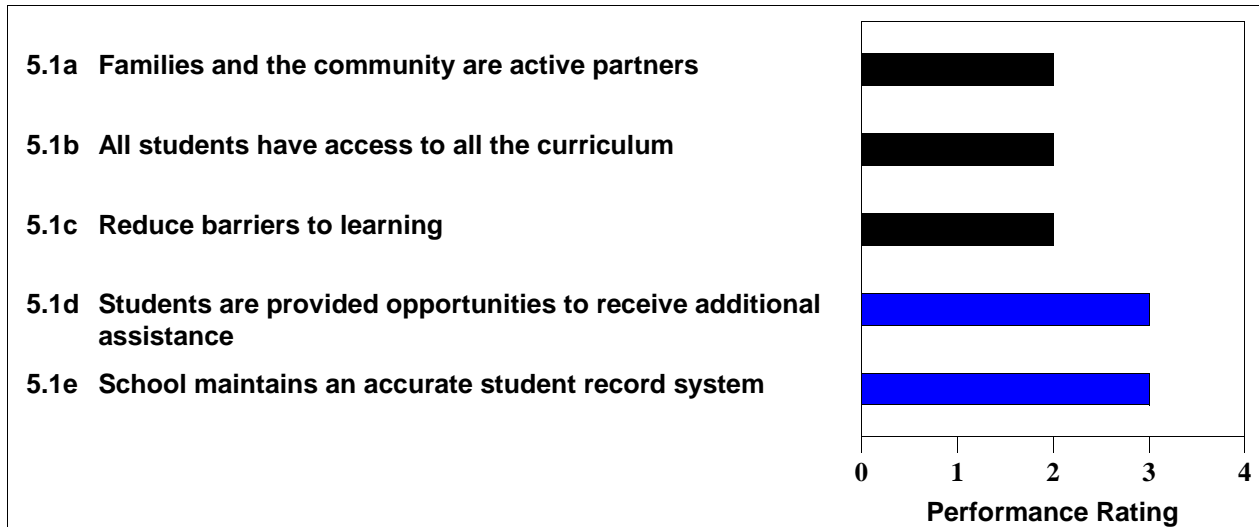 5.1a Families and the community are active partners
5.1b All students have access to all the curriculum
5.1c Reduce barriers to learning
5.1d Students are provided opportunities to receive additional
assistance
5.1e School maintains an accurate student record system
0 1 2 3 4
Performance Rating